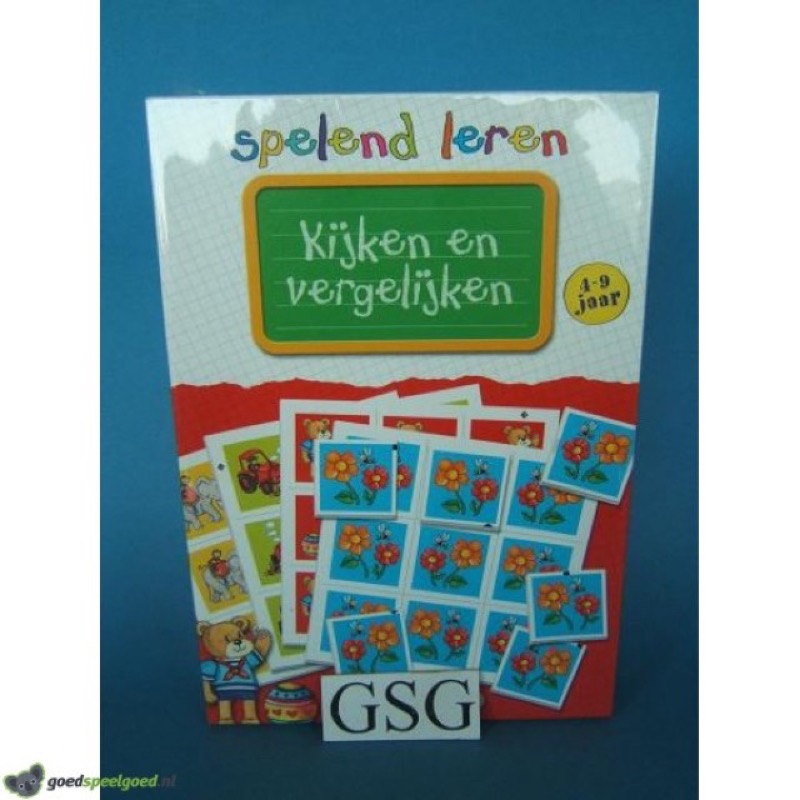 spelend leren
Kijken en
vergelijken
4-9
jaar
GSG
goedspeelgoed.nl